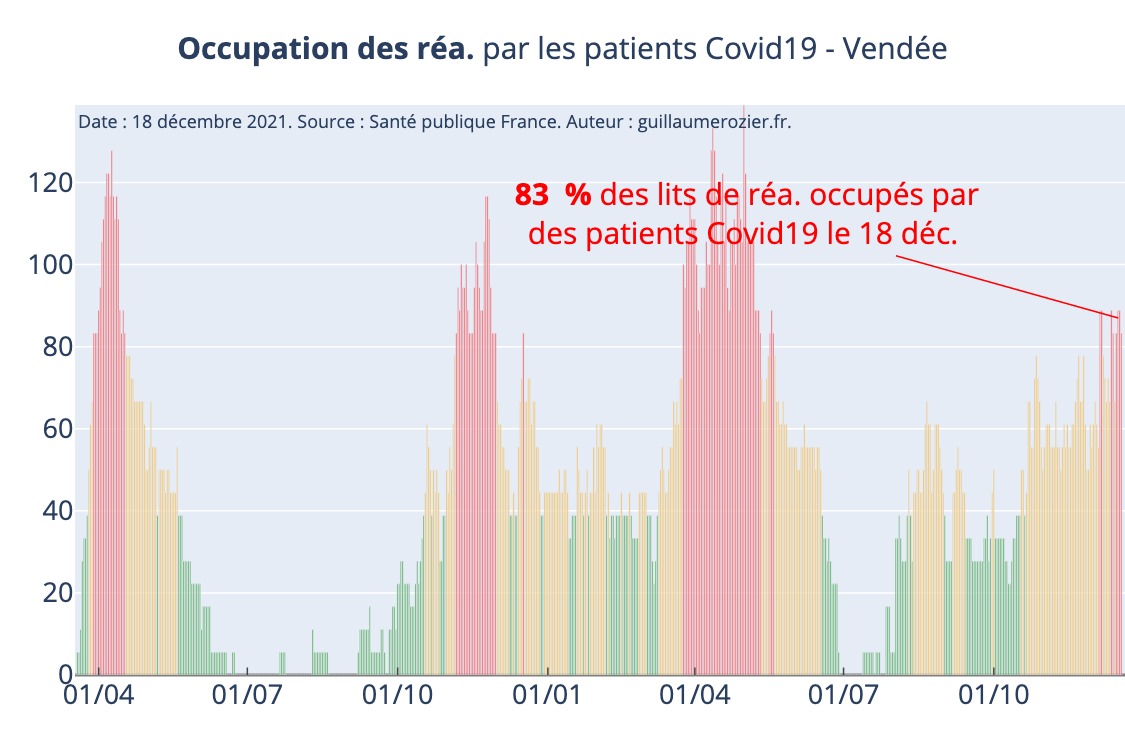 Occupation des réa. par les patients Covid19 - Vendée
Date : 18 décembre 2021. Source : Santé publique France. Auteur : guillaumerozier.fr.
83  % des lits de réa. occupés par
des patients Covid19 le 18 déc.
120
100
80
60
40
20
0
01/04 01/07 01/10 01/01 01/04 01/07 01/10